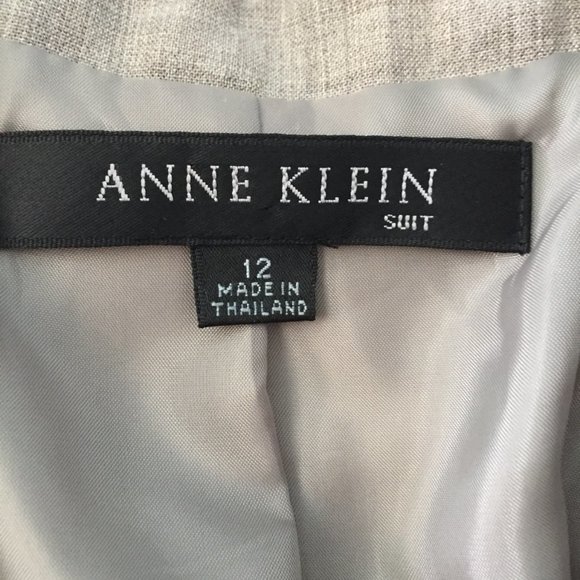 ANNE KLEIN
SUIT
12
MADE IN
THAILAND